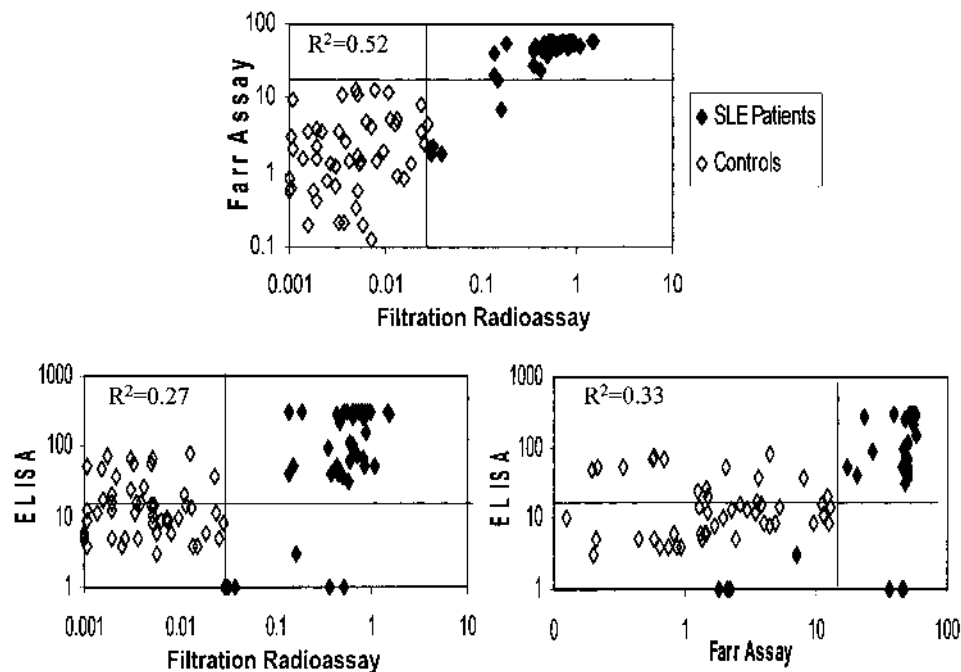 R²=0.52
100
10
1
0.1
Farr Assay
0.001 0.01 0.1 1 10
Filtration Radioassay
SLE Patients
Controls
R²=0.27
1000
100
10
1
ELISA
0.001 0.01 0.1 1 10
Filtration Radioassay
R²=0.33
1000
100
10
1
ELISA
0 1 10 100
Farr Assay